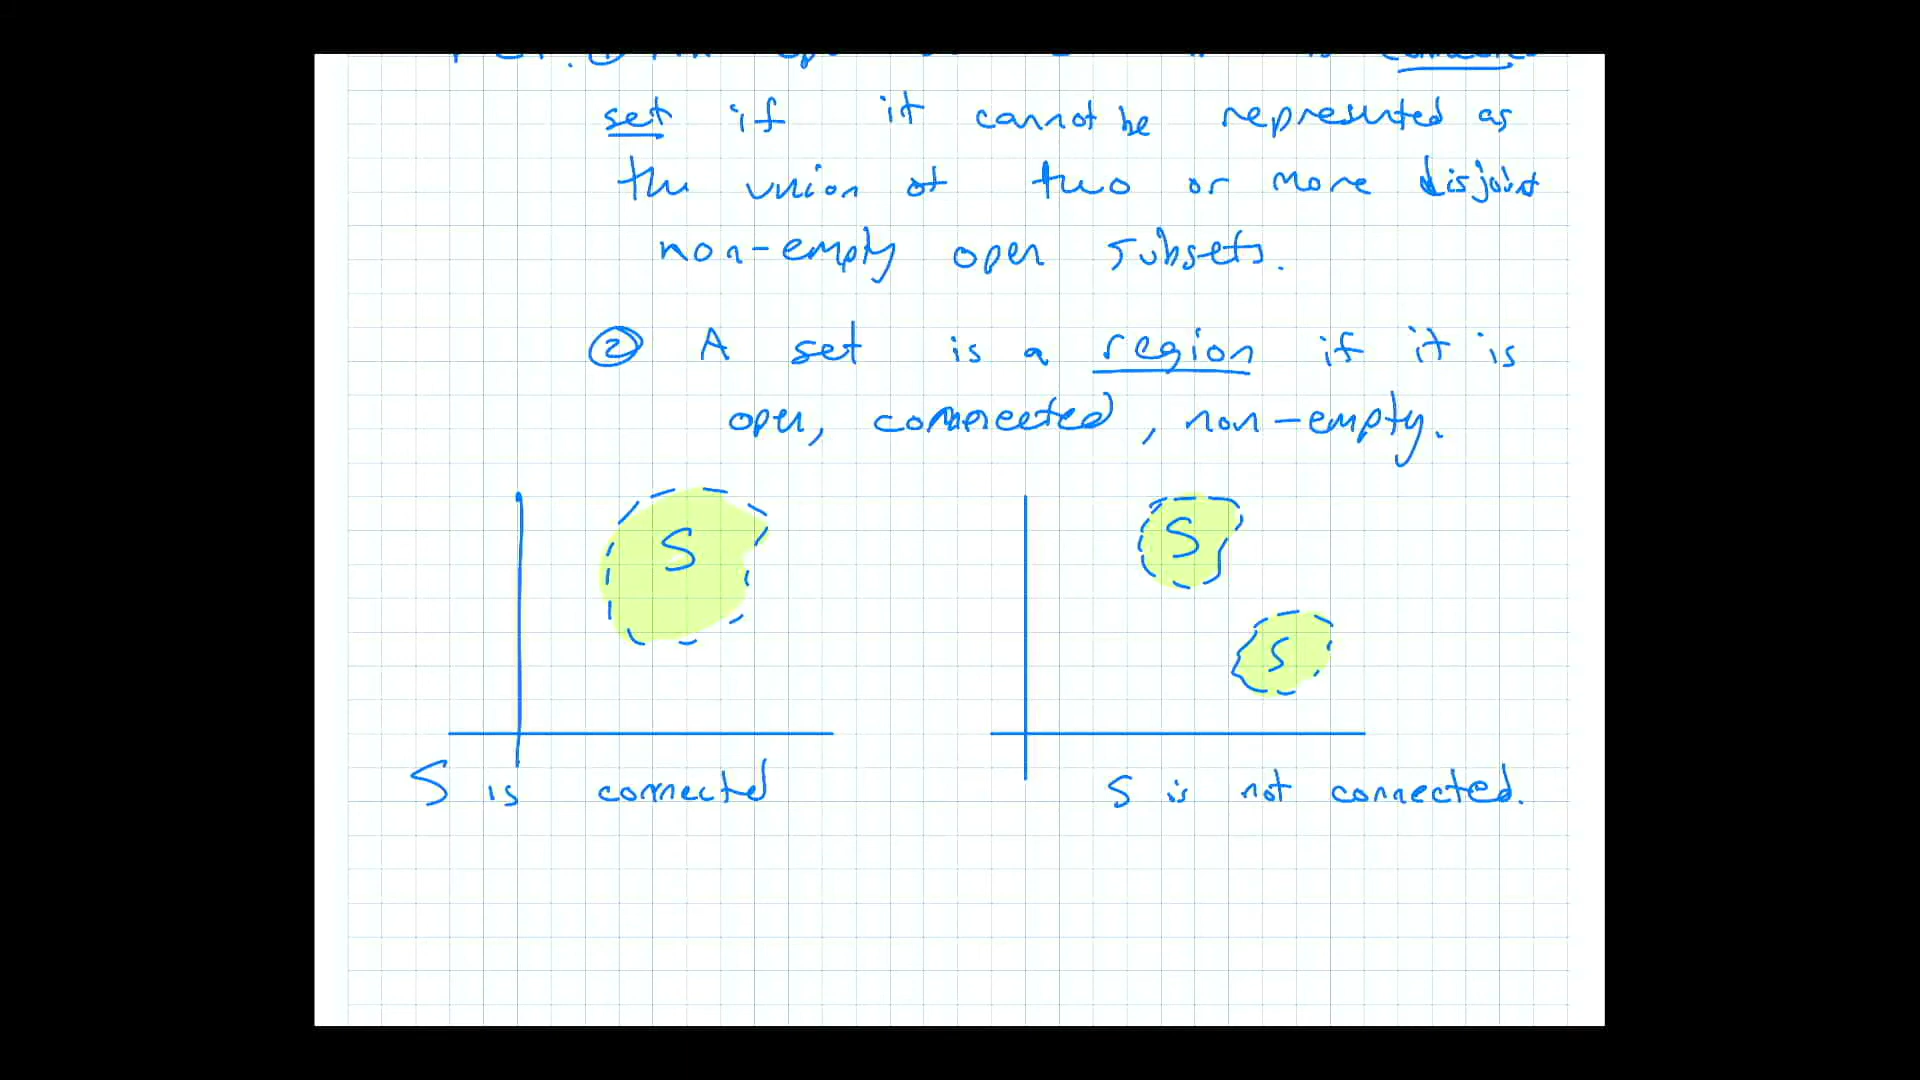 set if it cannot be represented as
the union of two or more disjoint
non-empty open subsets.
② A set is a region if it is
open, connected, non-empty.
S
S
S
S is connected
S is not connected.